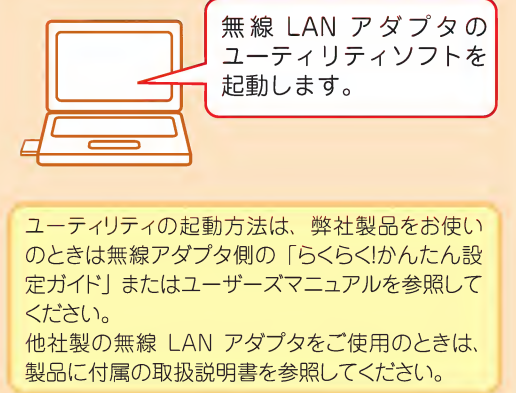 無線 LAN アダプタの
ユーティリティソフトを
起動します。
ユーティリティの起動方法は、弊社製品をお使い
のときは無線アダプタ側の「らくらく!かんたん設
定ガイド」またはユーザーズマニュアルを参照して
ください。
他社製の無線 LAN アダプタをご使用のときは、
製品に付属の取扱説明書を参照してください。